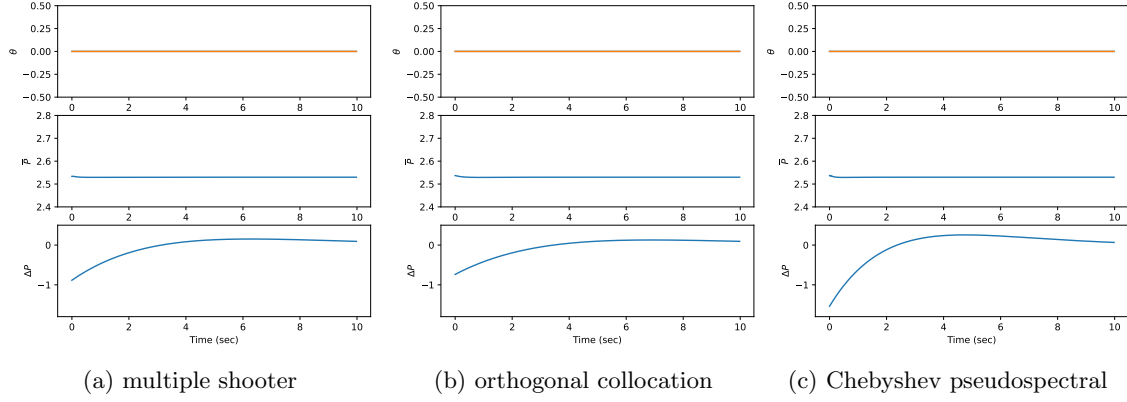 0.50
0.25
0.00
−0.25
−0.50
θ
0 2 4 6 8 10
2.8
2.7
2.6
2.5
2.4
P̅
0 2 4 6 8 10
0
−1
ΔP
0 2 4 6 8 10
Time (sec)
(a) multiple shooter
0.50
0.25
0.00
−0.25
−0.50
θ
0 2 4 6 8 10
2.8
2.7
2.6
2.5
2.4
P̅
0 2 4 6 8 10
0
−1
ΔP
0 2 4 6 8 10
Time (sec)
(b) orthogonal collocation
0.50
0.25
0.00
−0.25
−0.50
θ
0 2 4 6 8 10
2.8
2.7
2.6
2.5
2.4
P̅
0 2 4 6 8 10
0
−1
ΔP
0 2 4 6 8 10
Time (sec)
(c) Chebyshev pseudospectral